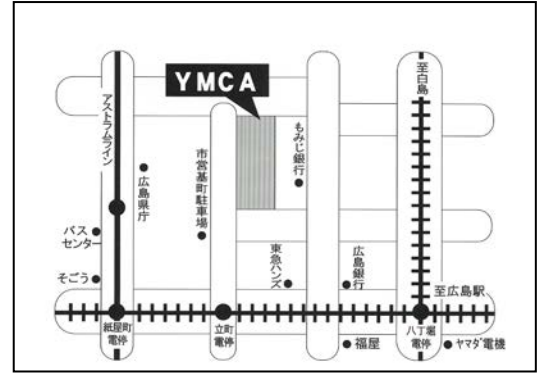 YMCA
至白島
アストラムライン
もみじ銀行
市営基町駐車場
広島県庁
バス
センター
東急ハンズ
広島銀行
そごう
至広島駅
紙屋町
電停
立町
電停
八丁堀
電停
福屋
ヤマダ電機